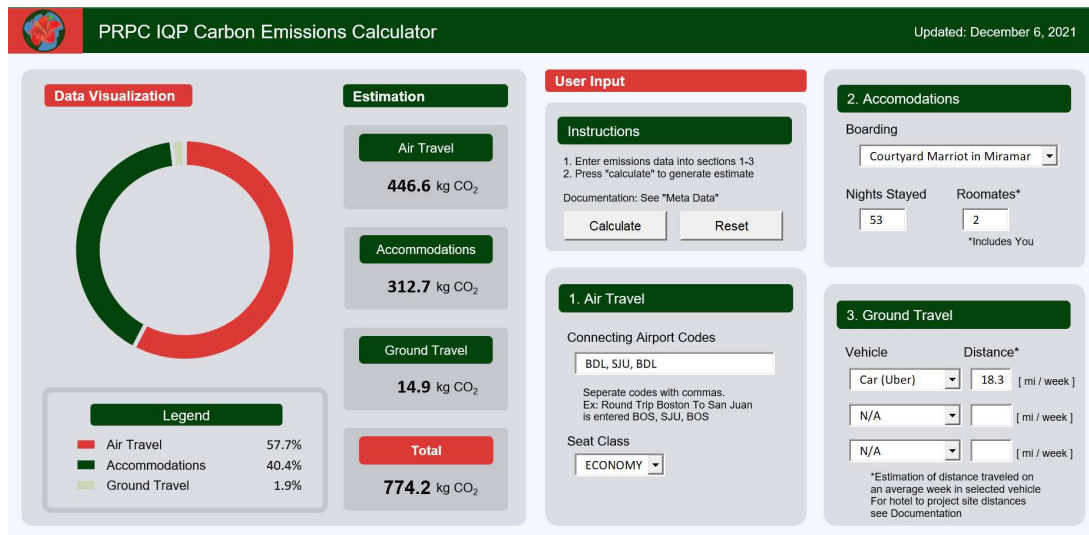 PRPC IQP Carbon Emissions Calculator
Updated: December 6, 2021
Data Visualization
Legend
Air Travel 57.7%
Accommodations 40.4%
Ground Travel 1.9%
Estimation
Air Travel
446.6 kg CO₂
Accommodations
312.7 kg CO₂
Ground Travel
14.9 kg CO₂
Total
774.2 kg CO₂
User Input
Instructions
1. Enter emissions data into sections 1-3
2. Press "calculate" to generate estimate
Documentation: See "Meta Data"
Calculate Reset
1. Air Travel
Connecting Airport Codes
BDL, SJU, BDL
Seperate codes with commas.
Ex: Round Trip Boston To San Juan
is entered BOS, SJU, BOS
Seat Class
ECONOMY
2. Accomodations
Boarding
Courtyard Marriot in Miramar
Nights Stayed Roomates*
53 2
*Includes You
3. Ground Travel
Vehicle Distance*
Car (Uber) 18.3 [ mi / week ]
N/A [ mi / week ]
N/A [ mi / week ]
*Estimation of distance traveled on
an average week in selected vehicle
For hotel to project site distances
see Documentation